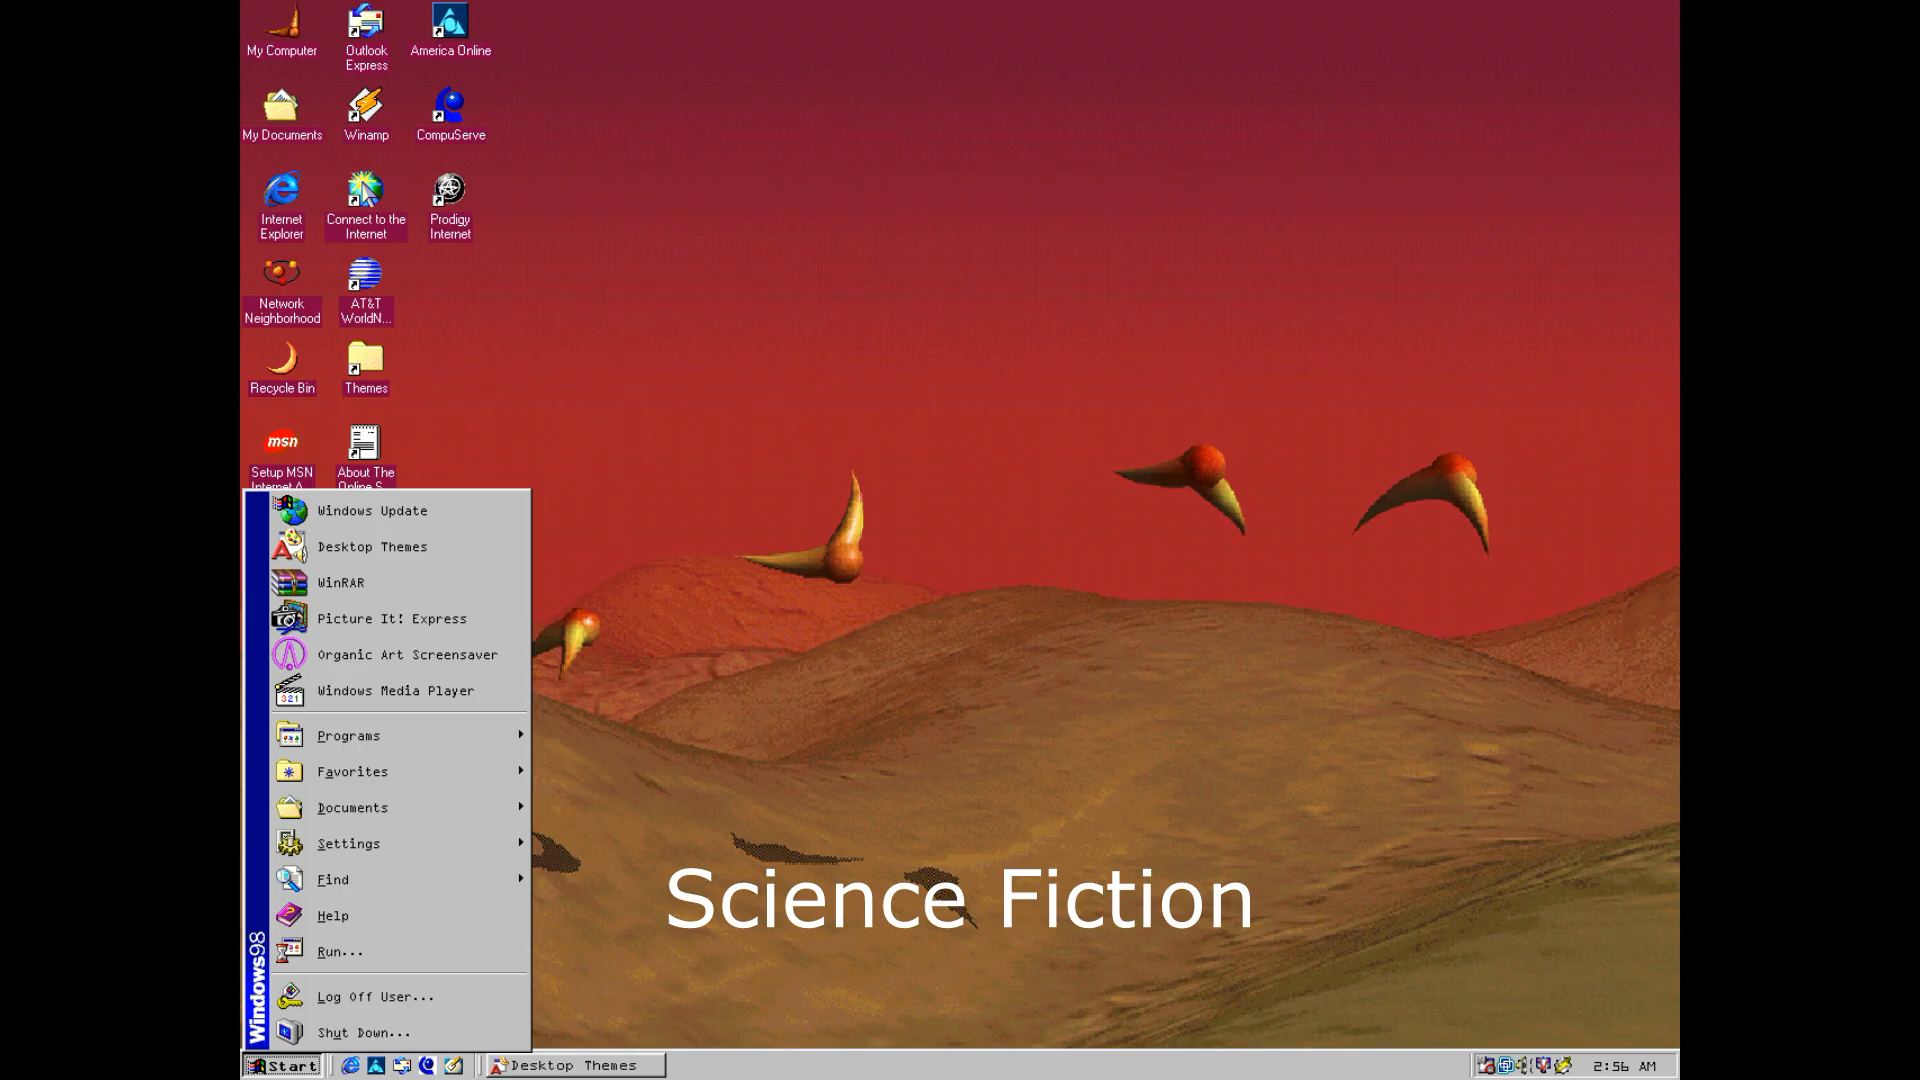 My Computer
Outlook
Express
America Online
My Documents
Winamp
CompuServe
Internet
Explorer
Connect to the
Internet
Prodigy
Internet
Network
Neighborhood
AT&T
WorldN...
Recycle Bin
Themes
msn
Setup MSN
Internet A...
About The
Online S...
Windows Update
Desktop Themes
WinRAR
Picture It! Express
Organic Art Screensaver
Windows Media Player
Programs
Favorites
Documents
Settings
Find
Help
Run...
Log Off User...
Shut Down...
Windows98
Science Fiction
Start
Desktop Themes
2:56 AM